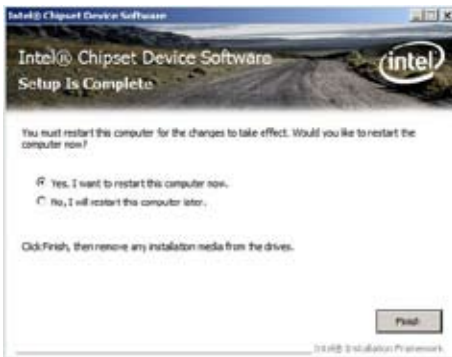 Intel® Chipset Device Software
Intel® Chipset Device Software
intel
Setup Is Complete
You must restart this computer for the changes to take effect. Would you like to restart the
computer now?
Yes, I want to restart this computer now.
No, I will restart this computer later.
Click Finish, then remove any installation media from the drives.
Finish
Intel® Installation Framework